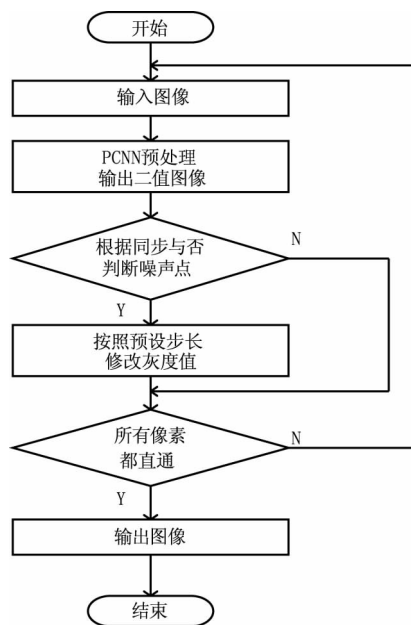 开始
输入图像
PCNN预处理
输出二值图像
根据同步与否
判断噪声点
N
Y
按照预设步长
修改灰度值
所有像素
都直通
N
Y
输出图像
结束